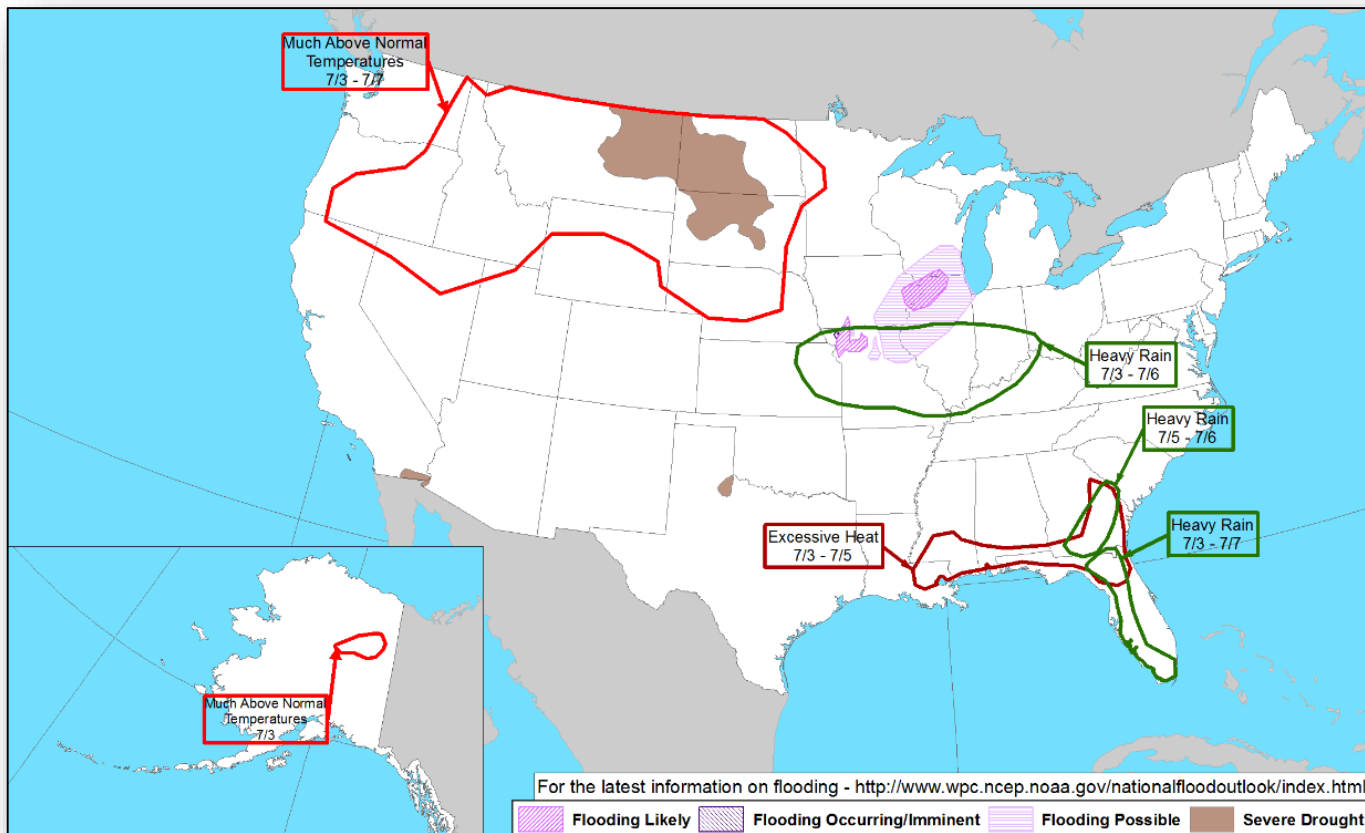 Much Above Normal
Temperatures
7/3 - 7/7
Heavy Rain
7/3 - 7/6
Heavy Rain
7/5 - 7/6
Excessive Heat
7/3 - 7/5
Heavy Rain
7/3 - 7/7
Much Above Normal
Temperatures
7/3
For the latest information on flooding - http://www.wpc.ncep.noaa.gov/nationalfloodoutlook/index.html
Flooding Likely
Flooding Occurring/Imminent
Flooding Possible
Severe Drought